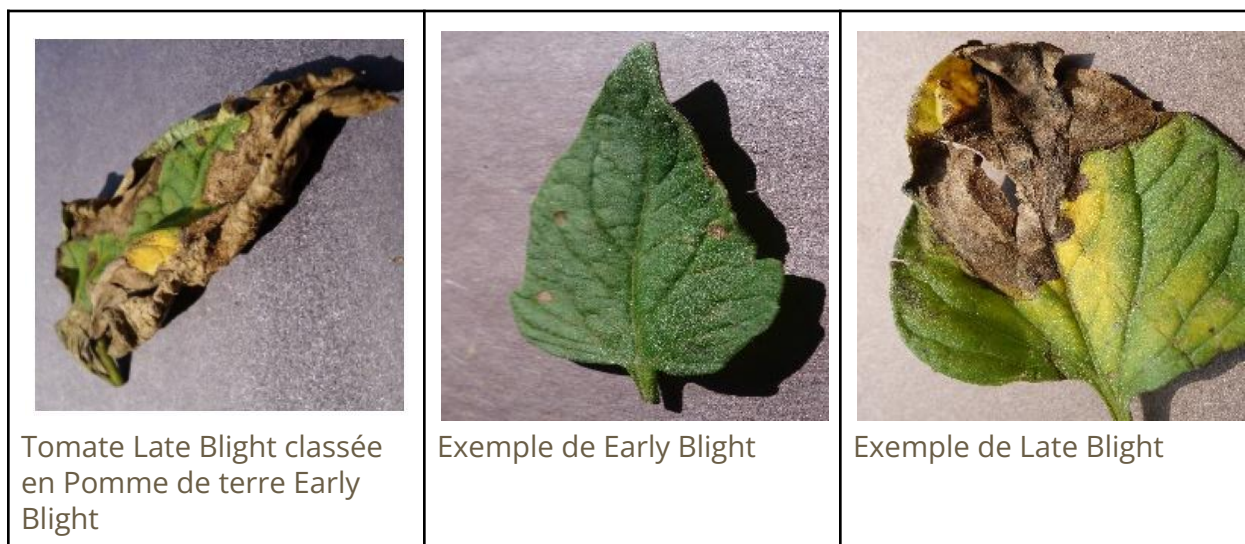 Tomate Late Blight classée
en Pomme de terre Early
Blight
Exemple de Early Blight
Exemple de Late Blight